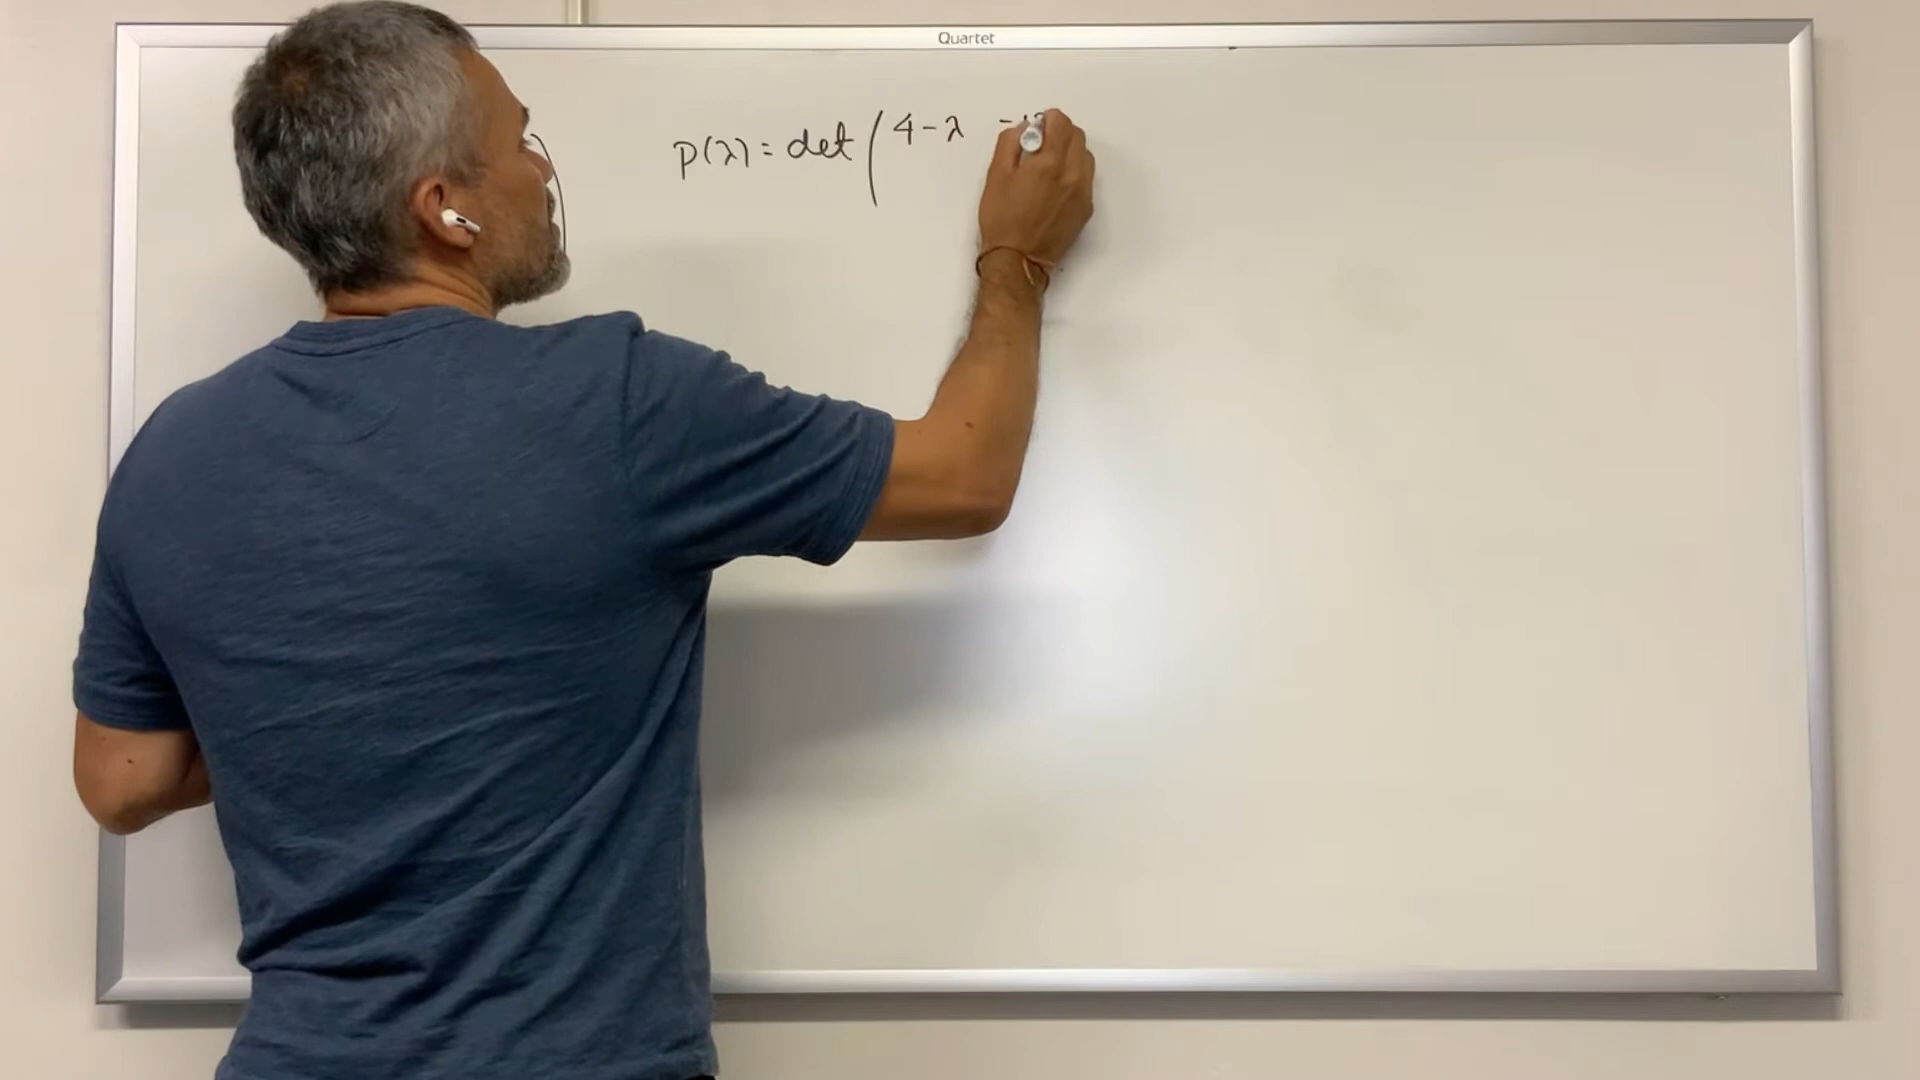 Quartet
p(λ) = det ( 4-λ -